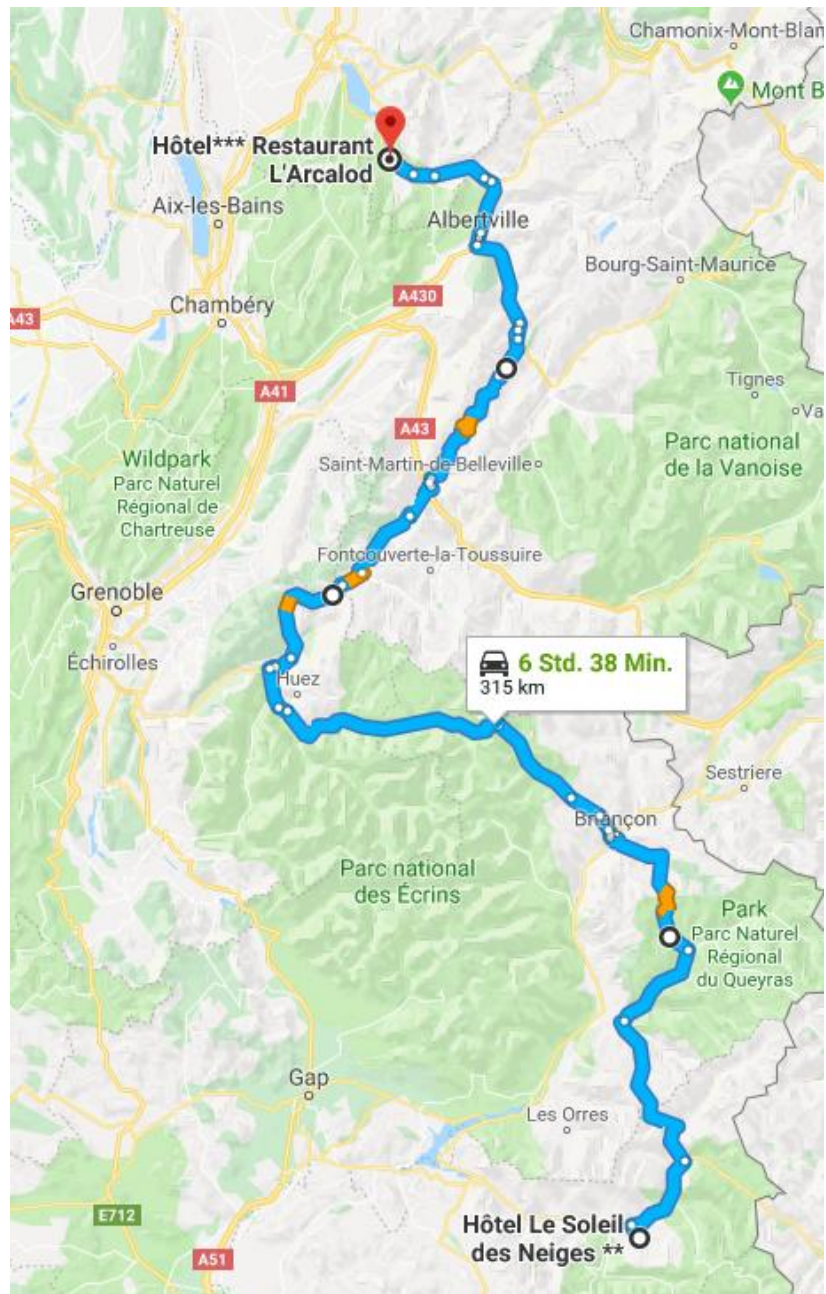 Chamonix-Mont-Blan
Mont B
Hôtel*** Restaurant
L'Arcalod
Aix-les-Bains
Albertville
Bourg-Saint-Maurice
Chambéry
A430
A43
A41
Tignes
Va
A43
Parc national
de la Vanoise
Wildpark
Parc Naturel
Régional de
Chartreuse
Saint-Martin-de-Belleville
Fontcouverte-la-Toussuire
Grenoble
Échirolles
6 Std. 38 Min.
315 km
Huez
Sestriere
Briançon
Parc national
des Écrins
Park
Parc Naturel
Régional
du Queyras
Gap
Les Orres
E712
Hôtel Le Soleil
des Neiges **
A51